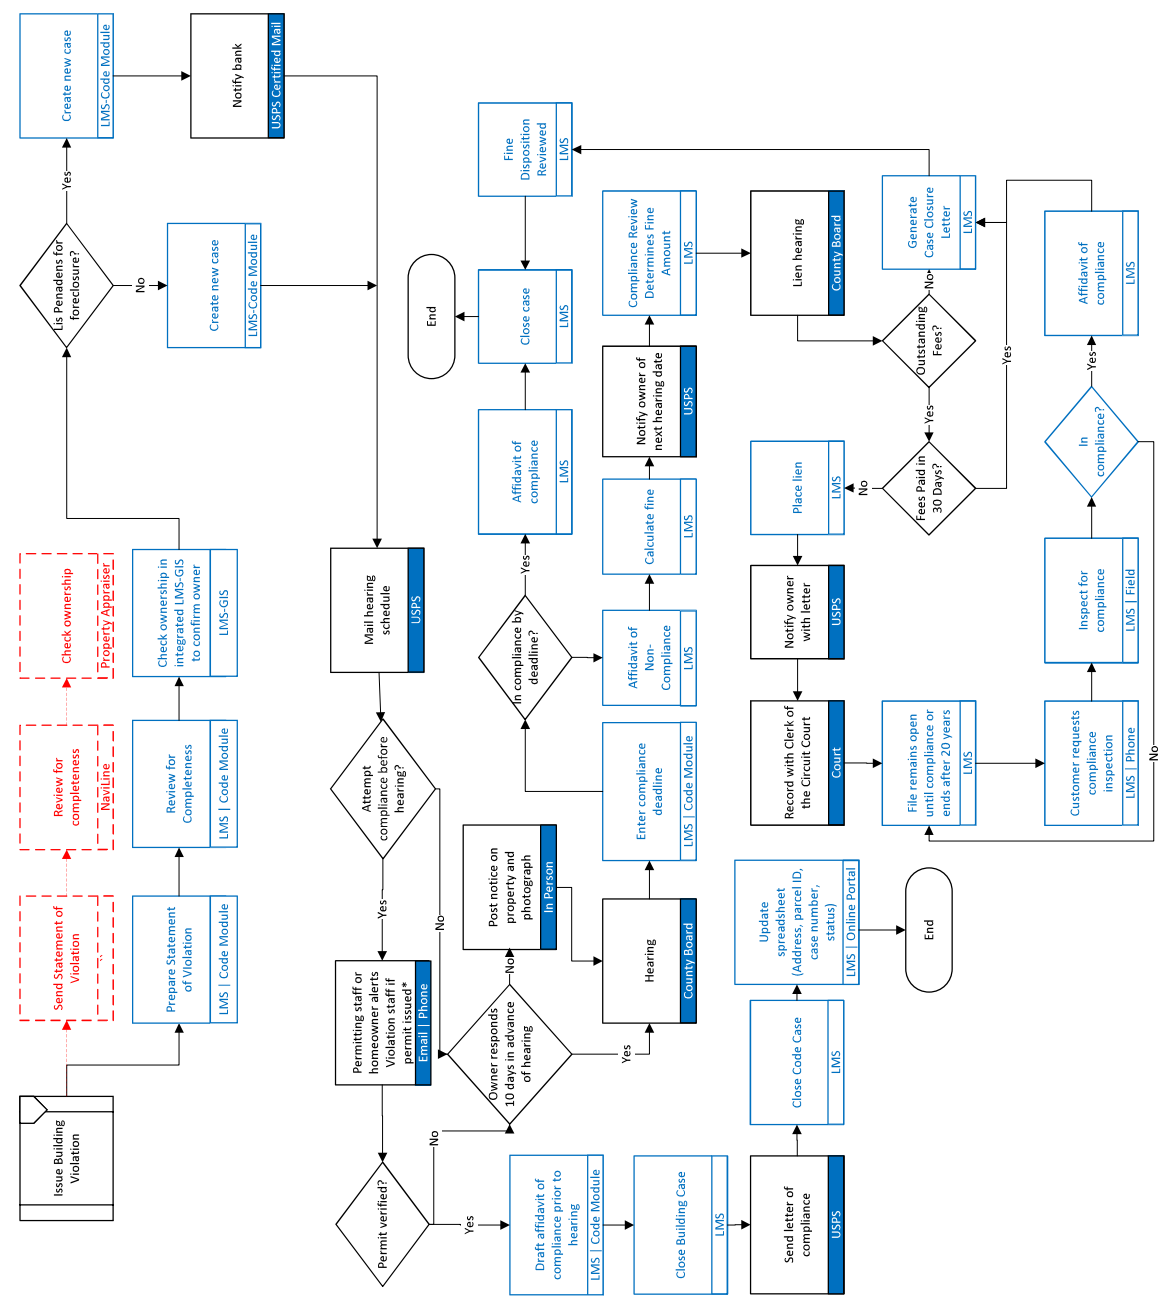 Issue Building
Violation
Send Statement of
Violation
Review for
completeness
NaviLine
Check ownership
Property Appraiser
Prepare Statement
of VIolation
LMS | Code Module
Review for
Completeness
LMS | Code Module
Check ownership in
integrated LMS-GIS
to confirm owner
LMS-GIS
Lis Penadens for
foreclosure?
Yes
Create new case
LMS-Code Module
No
Create new case
LMS-Code Module
Notify bank
USPS Certified Mail
Mail hearing
schedule
USPS
Attempt
compliance before
hearing?
Yes
No
Permitting staff or
homeowner alerts
Violation staff if
permit issued*
Email | Phone
Permit verified?
No
Yes
Draft affidavit of
compliance prior to
hearing
LMS | Code Module
Close Building Case
LMS
Send letter of
compliance
USPS
Close Code Case
LMS
Update
spreadsheet
(Address, parcel ID,
case number,
status)
LMS | Online Portal
End
Owner responds
10 days in advance
of hearing
No
Yes
Post notice on
property and
photograph
In Person
Hearing
County Board
Enter compliance
deadline
LMS | Code Module
In compliance by
deadline?
Yes
Affidavit of
compliance
LMS
Close case
LMS
End
Affidavit of
Non-
Compliance
LMS
Calculate fine
LMS
Notify owner of
next hearing date
USPS
Compliance Review
Determines Fine
Amount
LMS
Lien hearing
County Board
Outstanding
Fees?
No
Yes
Generate
Case Closure
Letter
LMS
Fine
Disposition
Reviewed
LMS
Fees Paid in
30 Days?
Yes
No
Place lien
LMS
Notify owner
with letter
USPS
Record with Clerk of
the Circuit Court
Court
File remains open
until compliance or
ends after 20 years
LMS
Customer requests
compliance
inspection
LMS | Phone
Inspect for
compliance
LMS | Field
In
compliance?
Yes
No
Affidavit of
compliance
LMS